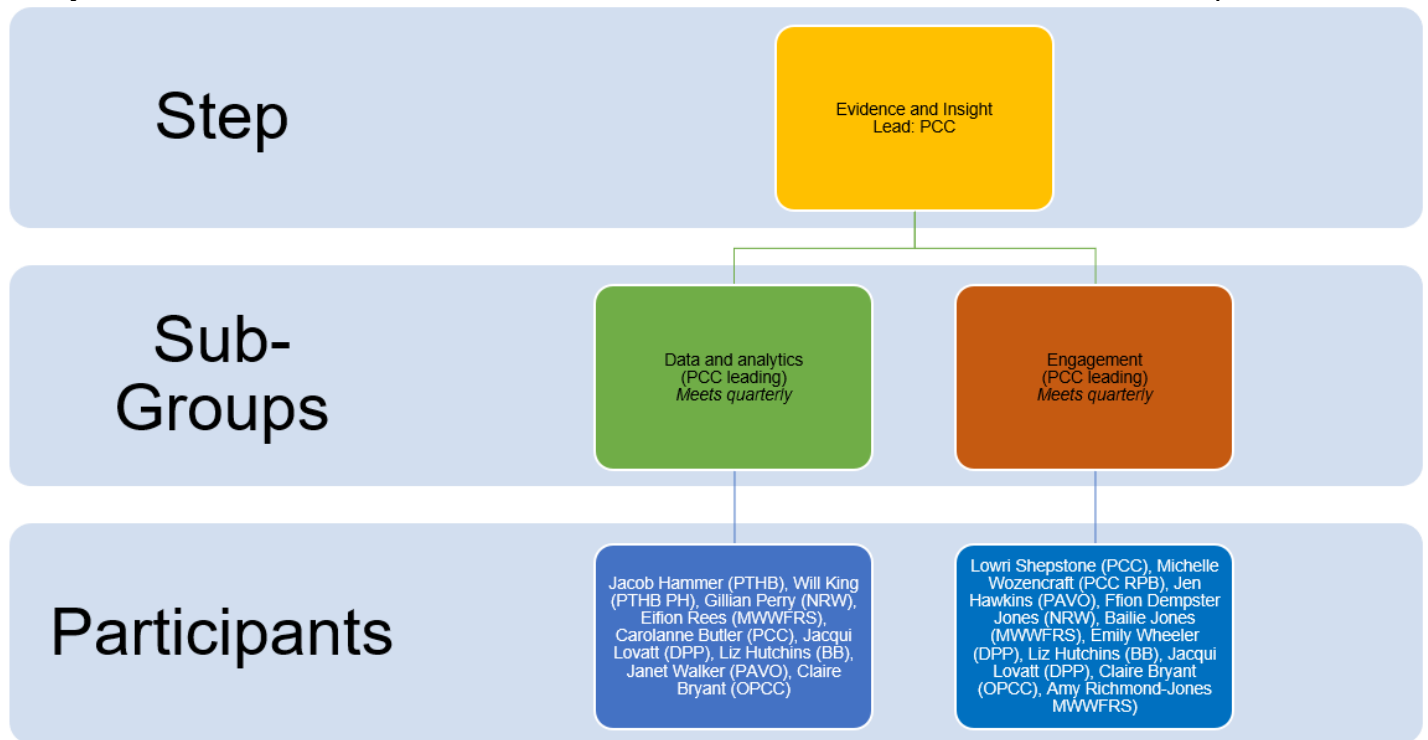 Step
Evidence and Insight
Lead: PCC
Sub-
Groups
Data and analytics
(PCC leading)
Meets quarterly
Engagement
(PCC leading)
Meets quarterly
Participants
Jacob Hammer (PTHB), Will King
(PTHB PH), Gillian Perry (NRW),
Eifion Rees (MWWFRS),
Carolanne Butler (PCC), Jacqui
Lovatt (DPP), Liz Hutchins (BB),
Janet Walker (PAVO), Claire
Bryant (OPCC)
Lowri Shepstone (PCC), Michelle
Wozencraft (PCC RPB), Jen
Hawkins (PAVO), Ffion Dempster
Jones (NRW), Bailie Jones
(MWWFRS), Emily Wheeler
(DPP), Liz Hutchins (BB), Jacqui
Lovatt (DPP), Claire Bryant
(OPCC), Amy Richmond-Jones
MWWFRS)